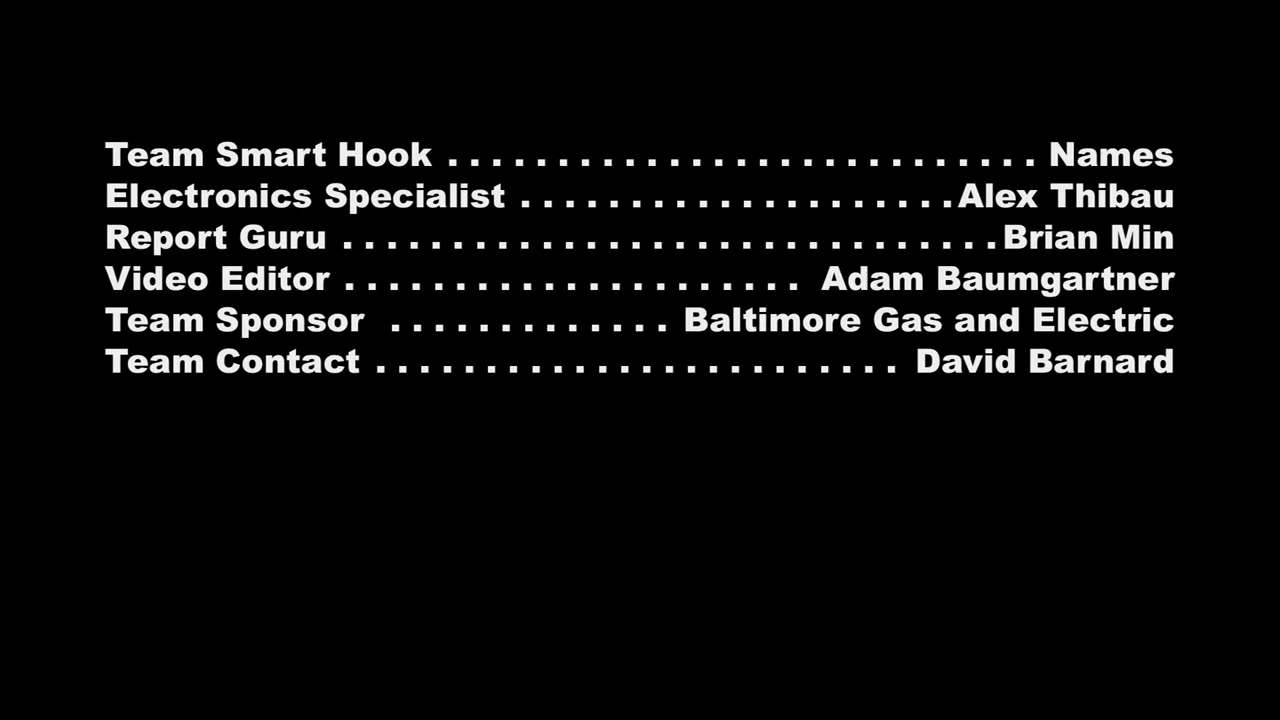 Team Smart Hook . . . . . . . . . . . . . . . . . . . . . . . . . . . Names
Electronics Specialist . . . . . . . . . . . . . . . . . . . . Alex Thibau
Report Guru . . . . . . . . . . . . . . . . . . . . . . . . . . . . . . Brian Min
Video Editor . . . . . . . . . . . . . . . . . . . . . Adam Baumgartner
Team Sponsor . . . . . . . . . . . . . Baltimore Gas and Electric
Team Contact . . . . . . . . . . . . . . . . . . . . . . . . David Barnard